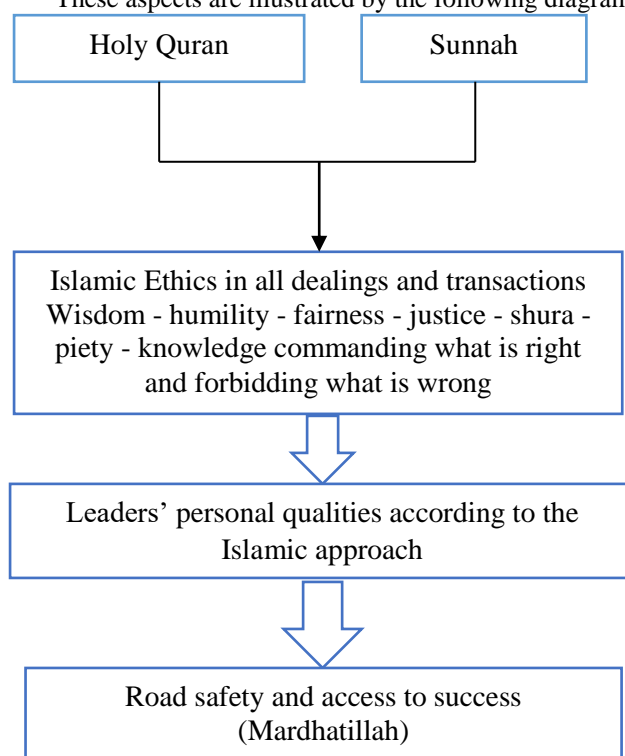 These aspects are illustrated by the following diagram
Holy Quran
Sunnah
Islamic Ethics in all dealings and transactions
Wisdom - humility - fairness - justice - shura -
piety - knowledge commanding what is right
and forbidding what is wrong
Leaders’ personal qualities according to the
Islamic approach
Road safety and access to success
(Mardhatillah)